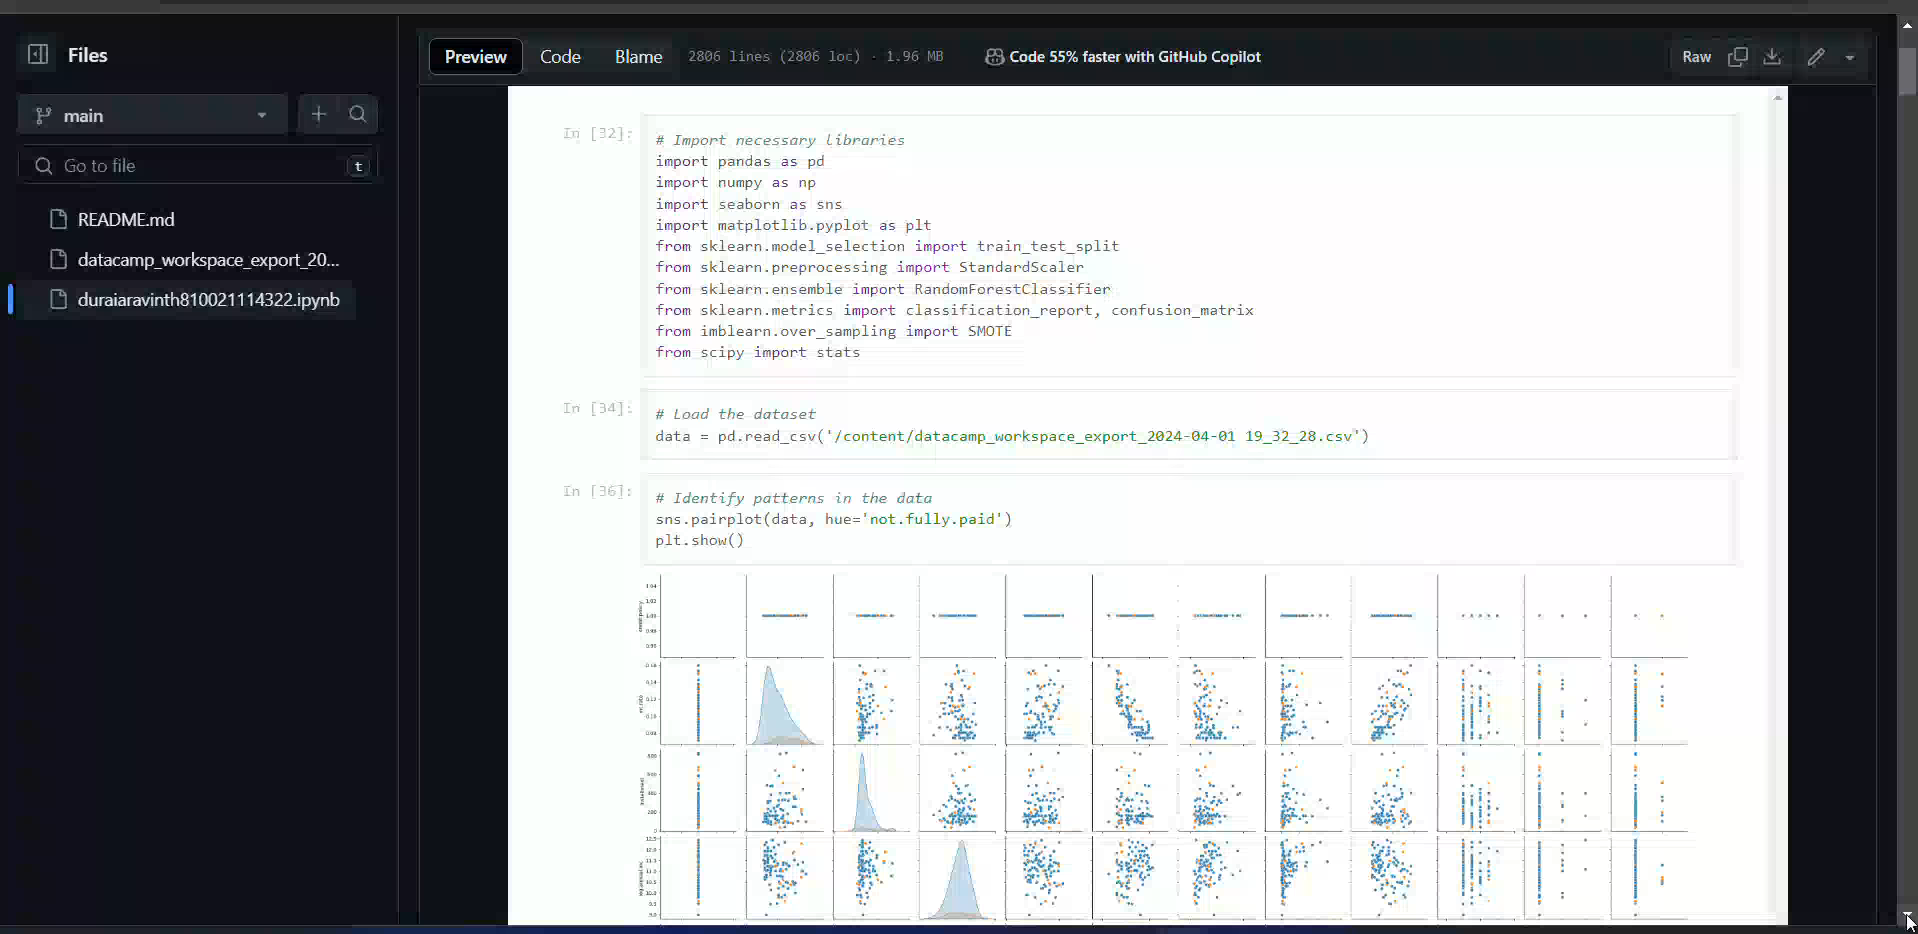 Files
main
Go to file
t
README.md
datacamp_workspace_export_20...
duraiaravinth810021114322.ipynb
Preview Code Blame 2806 lines (2806 loc) · 1.96 MB Code 55% faster with GitHub Copilot Raw
In [32]:
# Import necessary libraries
import pandas as pd
import numpy as np
import seaborn as sns
import matplotlib.pyplot as plt
from sklearn.model_selection import train_test_split
from sklearn.preprocessing import StandardScaler
from sklearn.ensemble import RandomForestClassifier
from sklearn.metrics import classification_report, confusion_matrix
from imblearn.over_sampling import SMOTE
from scipy import stats
In [34]:
# Load the dataset
data = pd.read_csv('/content/datacamp_workspace_export_2024-04-01 19_32_28.csv')
In [36]:
# Identify patterns in the data
sns.pairplot(data, hue='not.fully.paid')
plt.show()